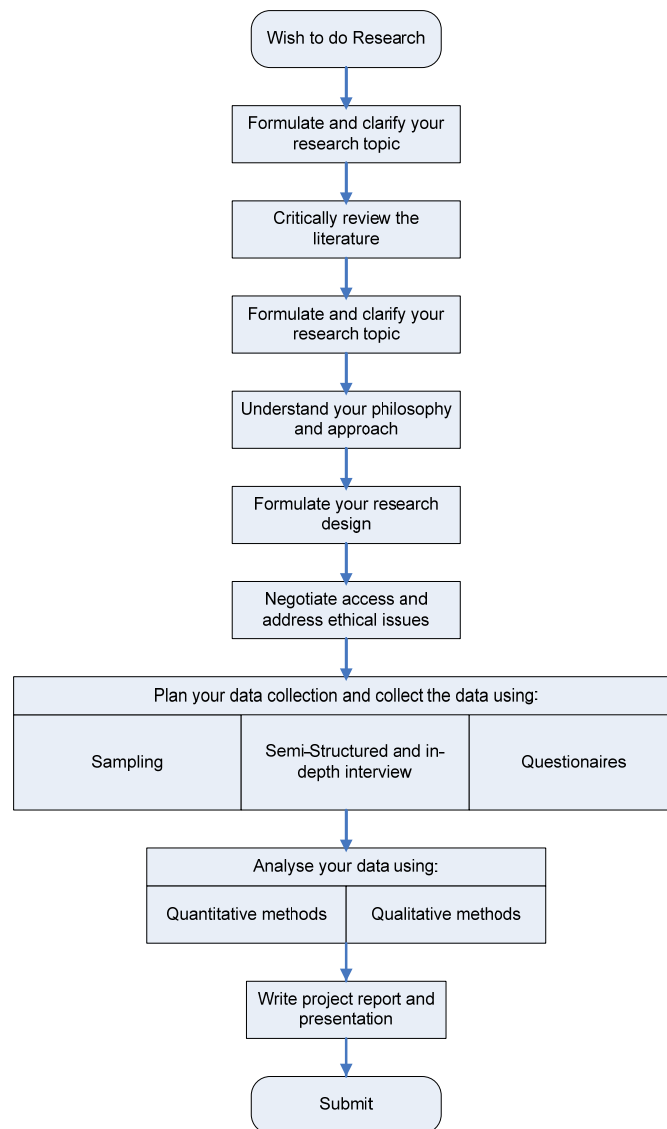 Wish to do Research
Formulate and clarify your
research topic
Critically review the
literature
Formulate and clarify your
research topic
Understand your philosophy
and approach
Formulate your research
design
Negotiate access and
address ethical issues
Plan your data collection and collect the data using:
Sampling
Semi-Structured and in-
depth interview
Questionaires
Analyse your data using:
Quantitative methods
Qualitative methods
Write project report and
presentation
Submit